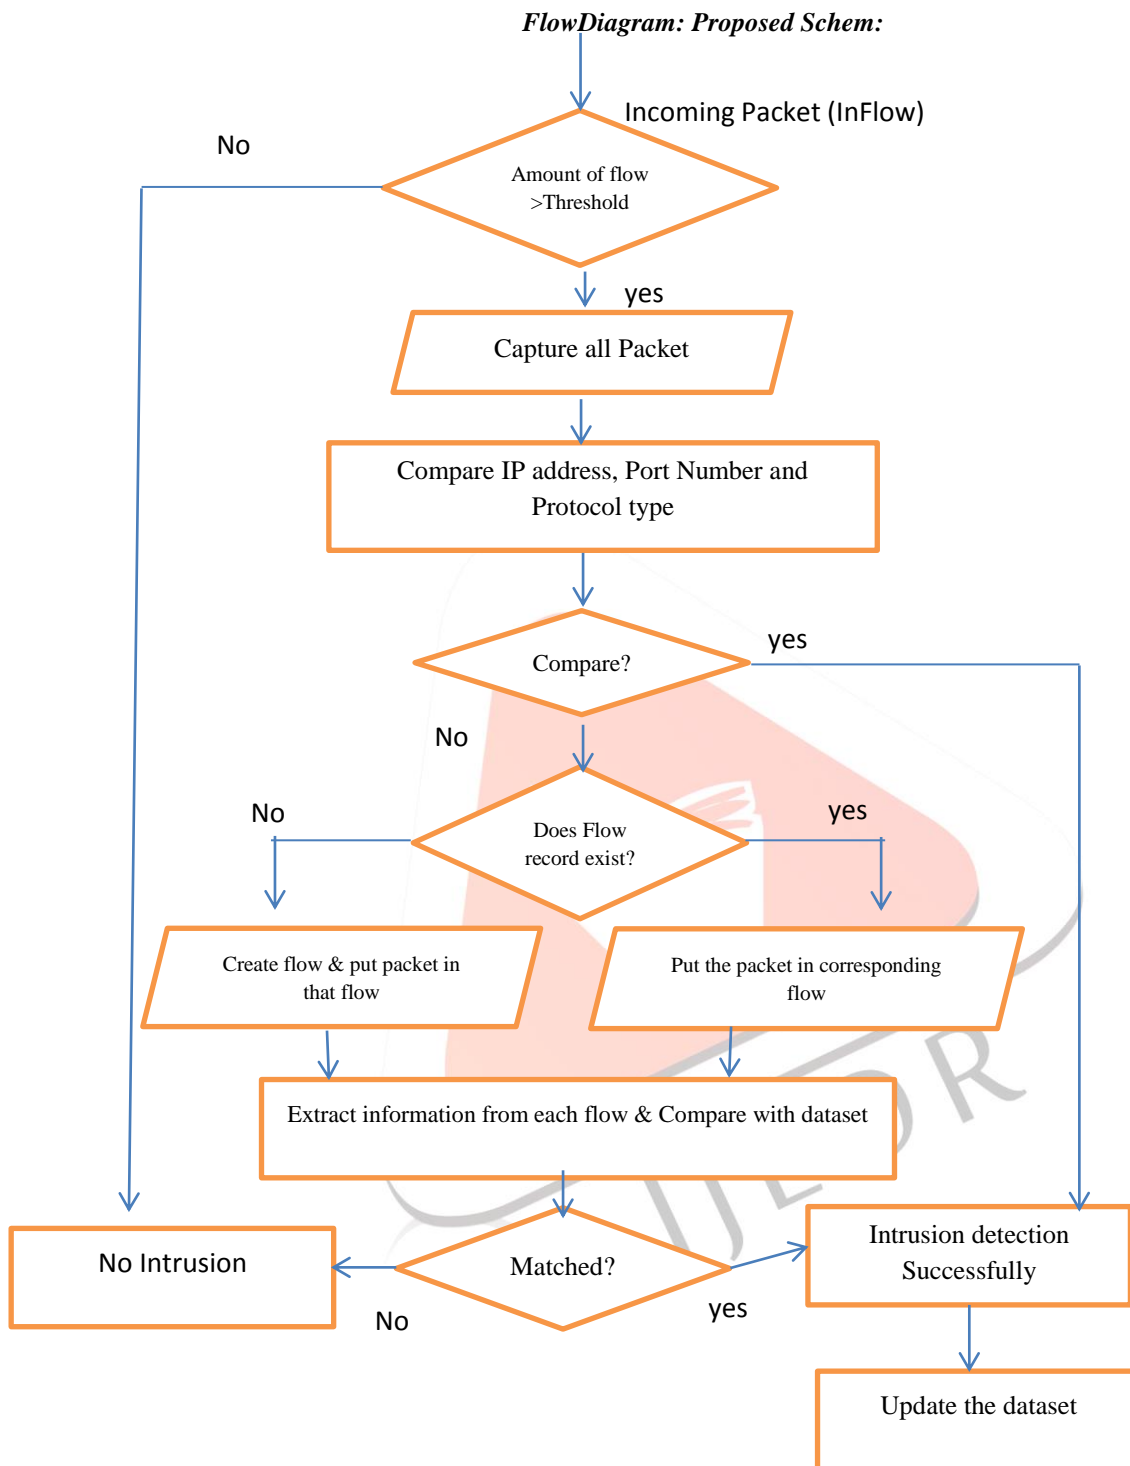 FlowDiagram: Proposed Schem:
Incoming Packet (InFlow)
No
Amount of flow
>Threshold
yes
Capture all Packet
Compare IP address, Port Number and
Protocol type
yes
Compare?
No
No
yes
Does Flow
record exist?
Create flow & put packet in
that flow
Put the packet in corresponding
flow
Extract information from each flow & Compare with dataset
IJEDR
No Intrusion
Matched?
Intrusion detection
Successfully
No
yes
Update the dataset